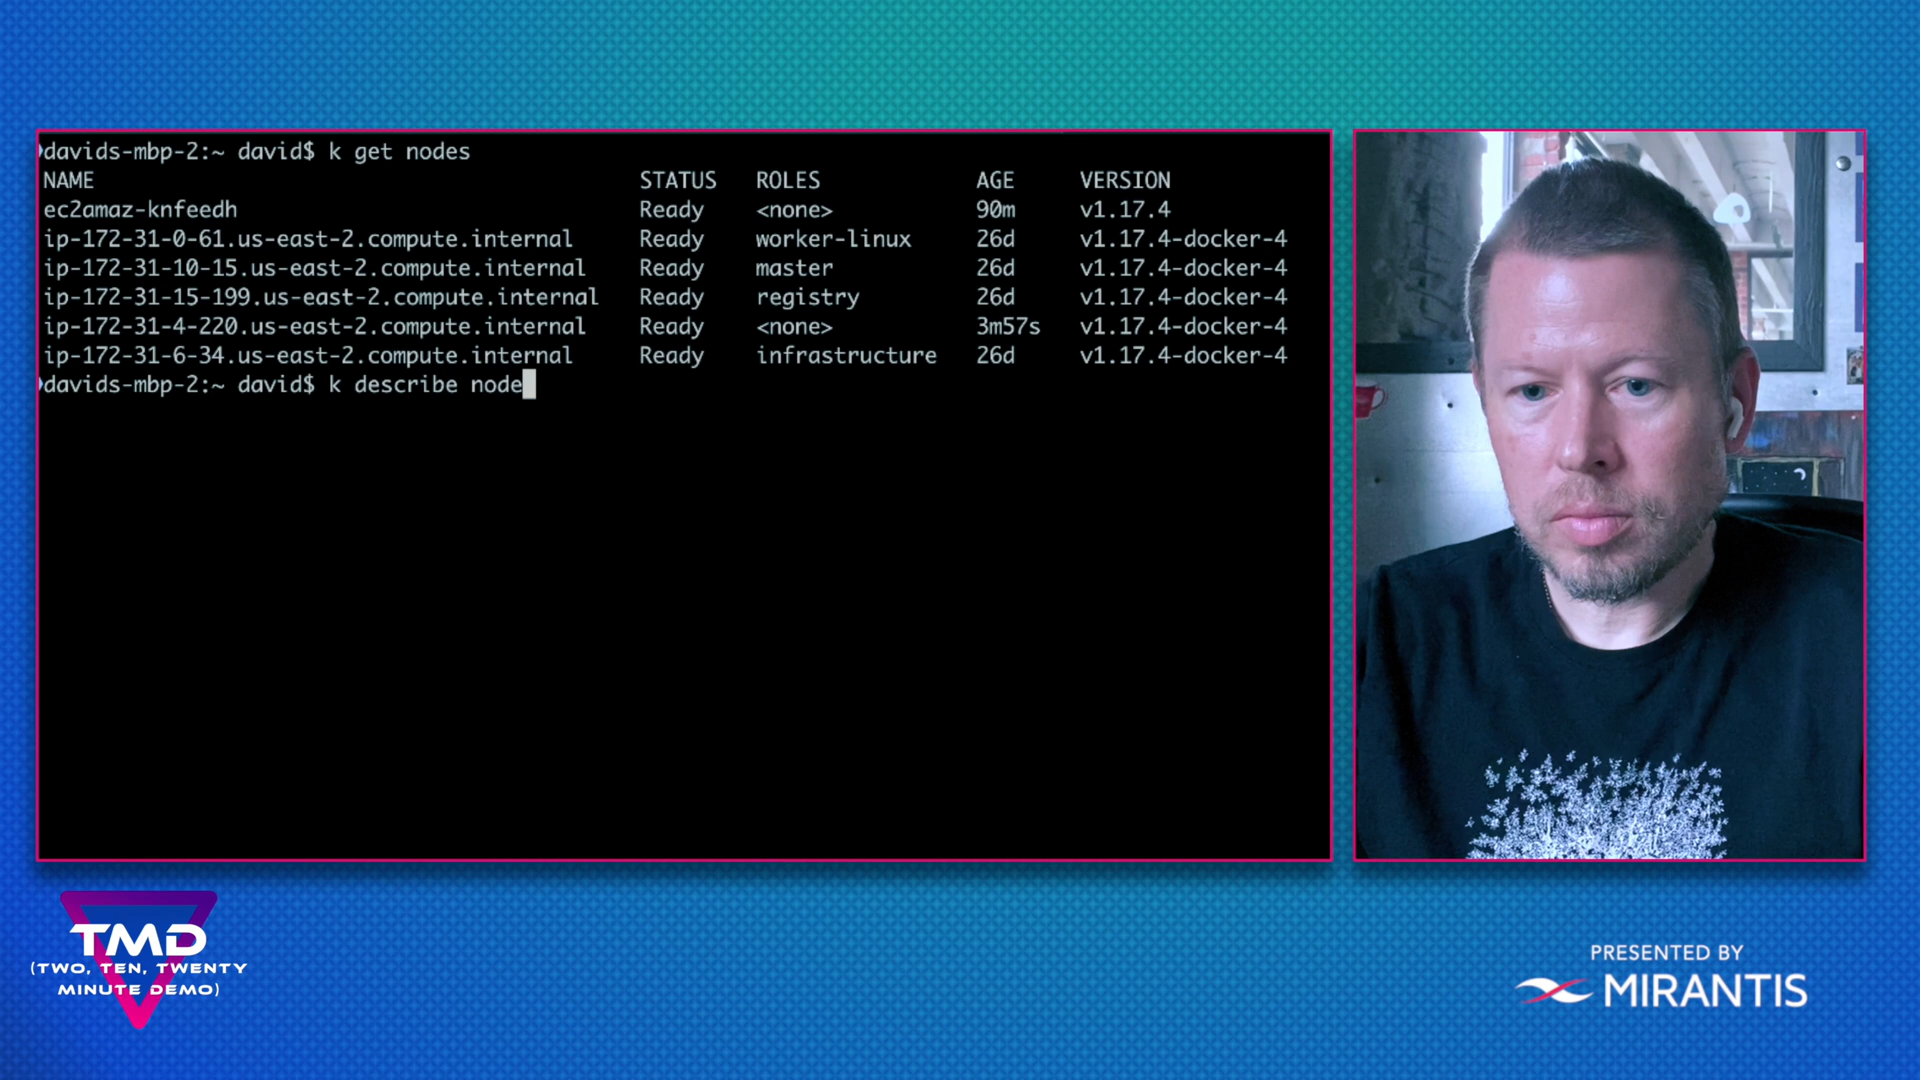 davids-mbp-2:~ david$ k get nodes
NAME STATUS ROLES AGE VERSION
ec2amaz-knfeedh Ready <none> 90m v1.17.4
ip-172-31-0-61.us-east-2.compute.internal Ready worker-linux 26d v1.17.4-docker-4
ip-172-31-10-15.us-east-2.compute.internal Ready master 26d v1.17.4-docker-4
ip-172-31-15-199.us-east-2.compute.internal Ready registry 26d v1.17.4-docker-4
ip-172-31-4-220.us-east-2.compute.internal Ready <none> 3m57s v1.17.4-docker-4
ip-172-31-6-34.us-east-2.compute.internal Ready infrastructure 26d v1.17.4-docker-4
davids-mbp-2:~ david$ k describe node
TMD
(TWO, TEN, TWENTY
MINUTE DEMO)
PRESENTED BY
MIRANTIS